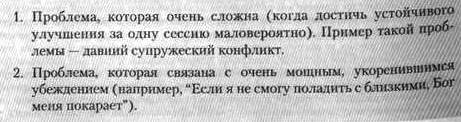 1. Проблема, которая очень сложна (когда достичь устойчивого
улучшения за одну сессию маловероятно). Пример такой проб-
лемы — давний супружеский конфликт.
2. Проблема, которая связана с очень мощным, укоренившимся
убеждением (например, “Если я не смогу поладить с близкими, Бог
меня покарает”).